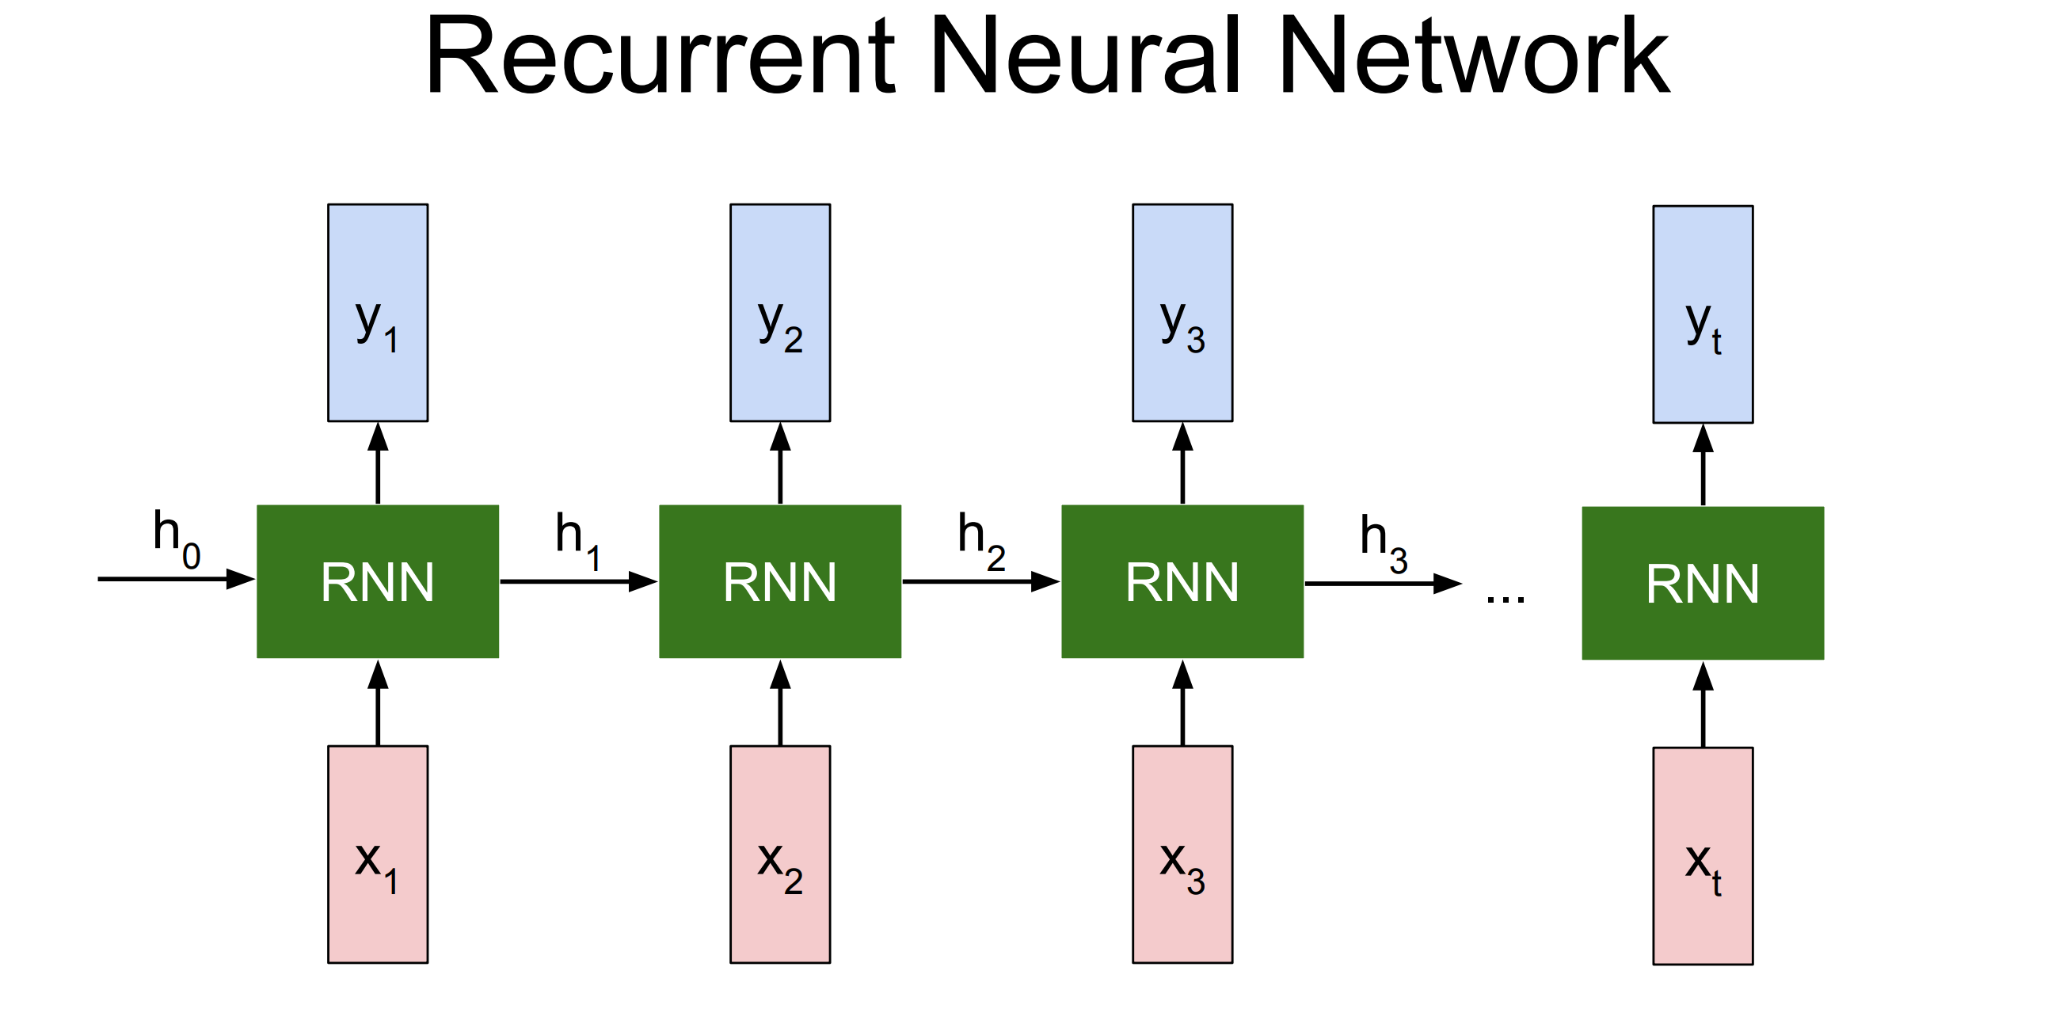 Recurrent Neural Network
y₁ y₂ y₃ yₜ
h₀ RNN h₁ RNN h₂ RNN h₃ ... RNN
x₁ x₂ x₃ xₜ